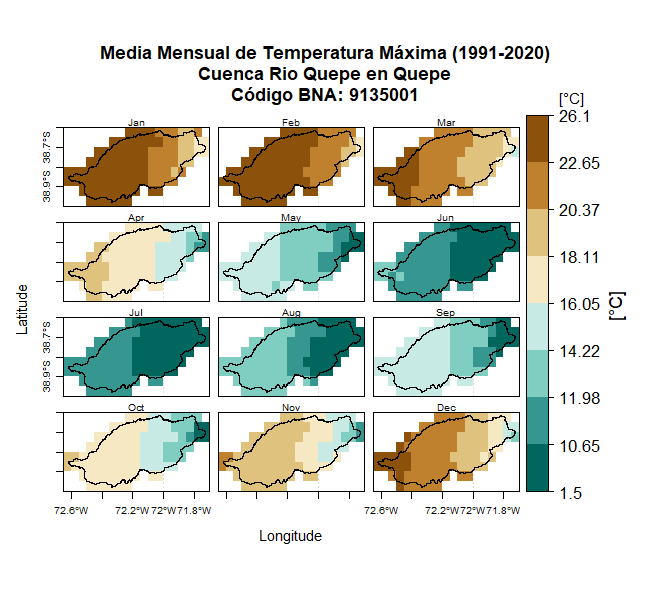 Media Mensual de Temperatura Máxima (1991-2020)
Cuenca Rio Quepe en Quepe
Código BNA: 9135001
[°C]
Jan Feb Mar
Apr May Jun
Jul Aug Sep
Oct Nov Dec
38.7°S
38.9°S
38.7°S
38.9°S
Latitude
72.6°W 72.2°W 72°W 71.8°W 72.6°W 72.2°W 72°W 71.8°W
Longitude
26.1
22.65
20.37
18.11
16.05
14.22
11.98
10.65
1.5
[°C]